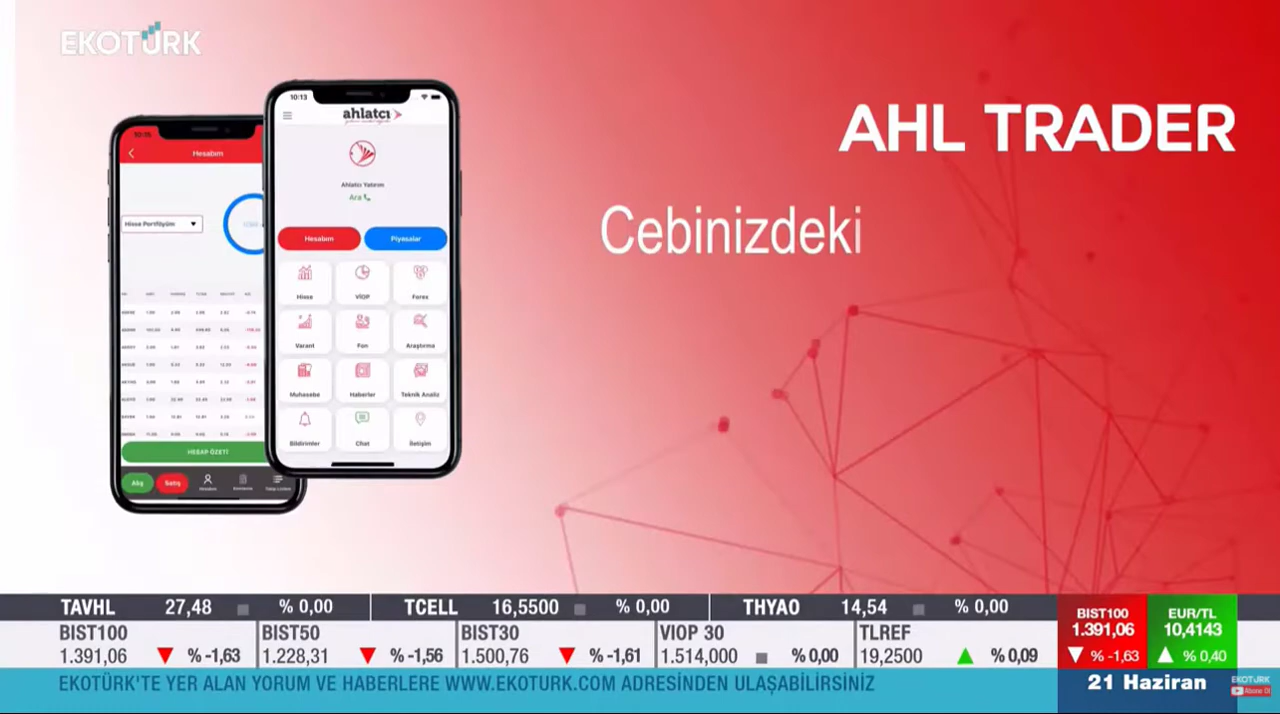 EKOTÜRK
AHL TRADER
Cebinizdeki
10:15
Hesabım
Hisse Portföyüm
HESAP ÖZETİ
Alış
Satış
10:13
ahlatcı
Ahlatcı Yatırım
Ara
Hesabım
Piyasalar
Hisse
VİOP
Forex
Varant
Fon
Araştırma
Muhasebe
Haberler
Teknik Analiz
Bildirimler
Chat
İletişim
TAVHL 27,48 % 0,00 TCELL 16,5500 % 0,00 THYAO 14,54 % 0,00
BIST100 BIST50 BIST30 VIOP 30 TLREF
1.391,06 % -1,63 1.228,31 % -1,56 1.500,76 % -1,61 1.514,000 % 0,00 19,2500 % 0,09
BIST100
1.391,06
% -1,63
EUR/TL
10,4143
% 0,40
EKOTÜRK'TE YER ALAN YORUM VE HABERLERE WWW.EKOTURK.COM ADRESİNDEN ULAŞABİLİRSİNİZ
21 Haziran
EKOTÜRK
Abone Ol